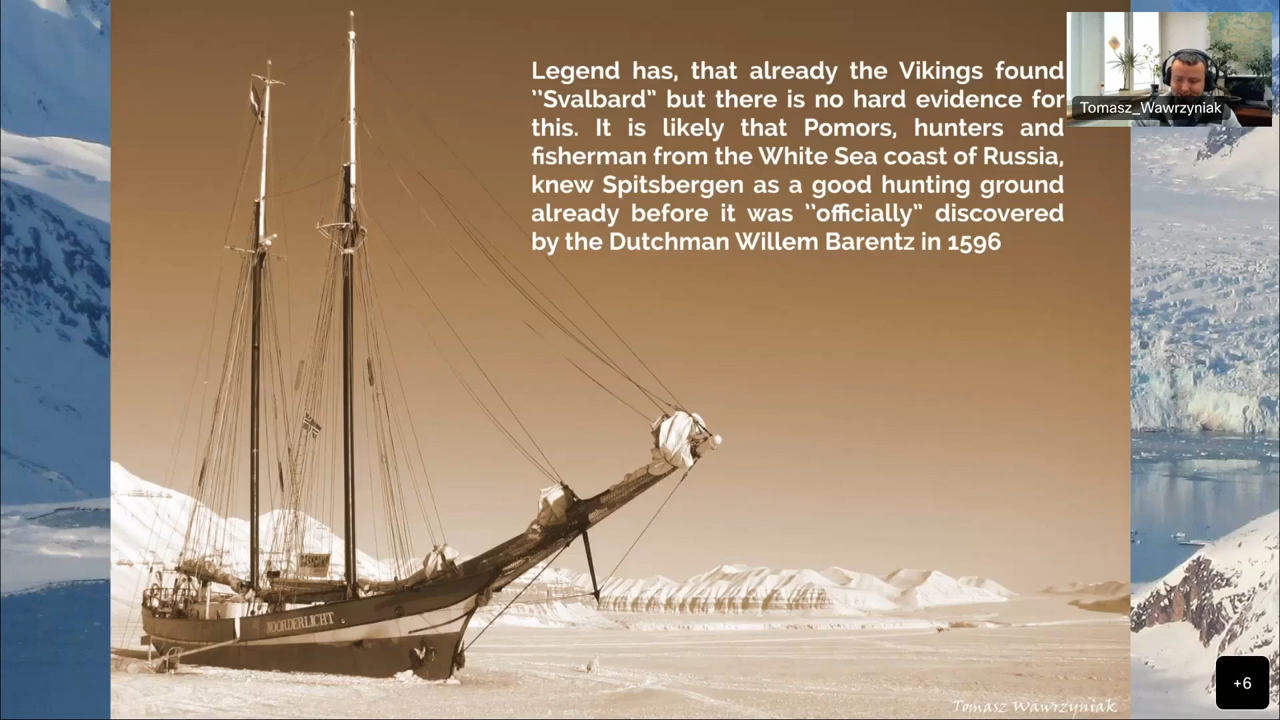 Legend has, that already the Vikings found
''Svalbard” but there is no hard evidence for
this. It is likely that Pomors, hunters and
fisherman from the White Sea coast of Russia,
knew Spitsbergen as a good hunting ground
already before it was ''officially” discovered
by the Dutchman Willem Barentz in 1596
Tomasz_Wawrzyniak
NOORDERLICHT
Tomasz Wawrzyniak
+6